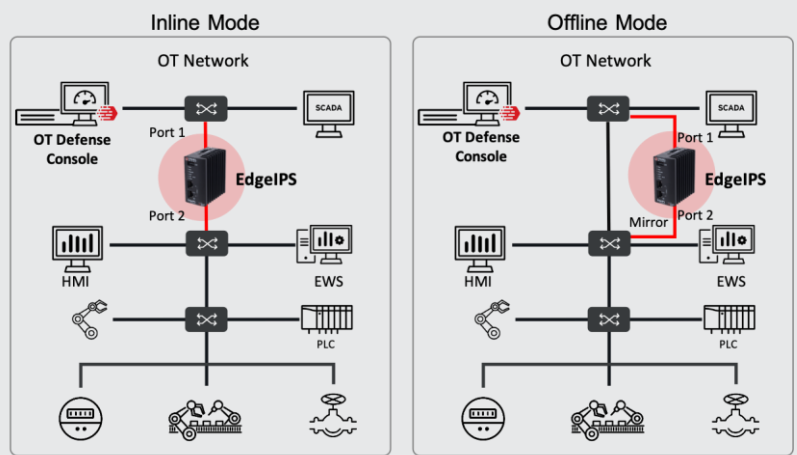 Inline Mode
OT Network
SCADA
OT Defense
Console
Port 1
EdgeIPS
Port 2
HMI
EWS
PLC
Offline Mode
OT Network
SCADA
OT Defense
Console
Port 1
EdgeIPS
Port 2
Mirror
HMI
EWS
PLC